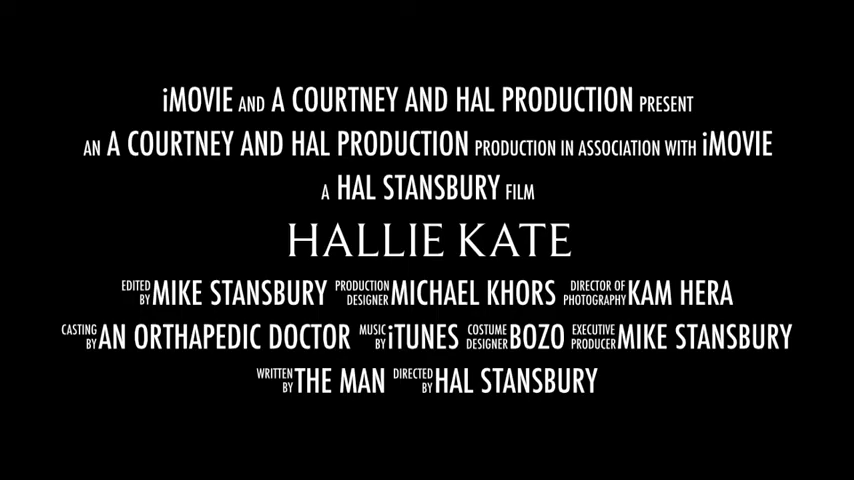 iMOVIE AND A COURTNEY AND HAL PRODUCTION PRESENT
AN A COURTNEY AND HAL PRODUCTION PRODUCTION IN ASSOCIATION WITH iMOVIE
A HAL STANSBURY FILM
HALLIE KATE
EDITED BY MIKE STANSBURY PRODUCTION DESIGNER MICHAEL KHORS DIRECTOR OF PHOTOGRAPHY KAM HERA
CASTING BY AN ORTHAPEDIC DOCTOR MUSIC BY iTUNES COSTUME DESIGNER BOZO EXECUTIVE PRODUCER MIKE STANSBURY
WRITTEN BY THE MAN DIRECTED BY HAL STANSBURY